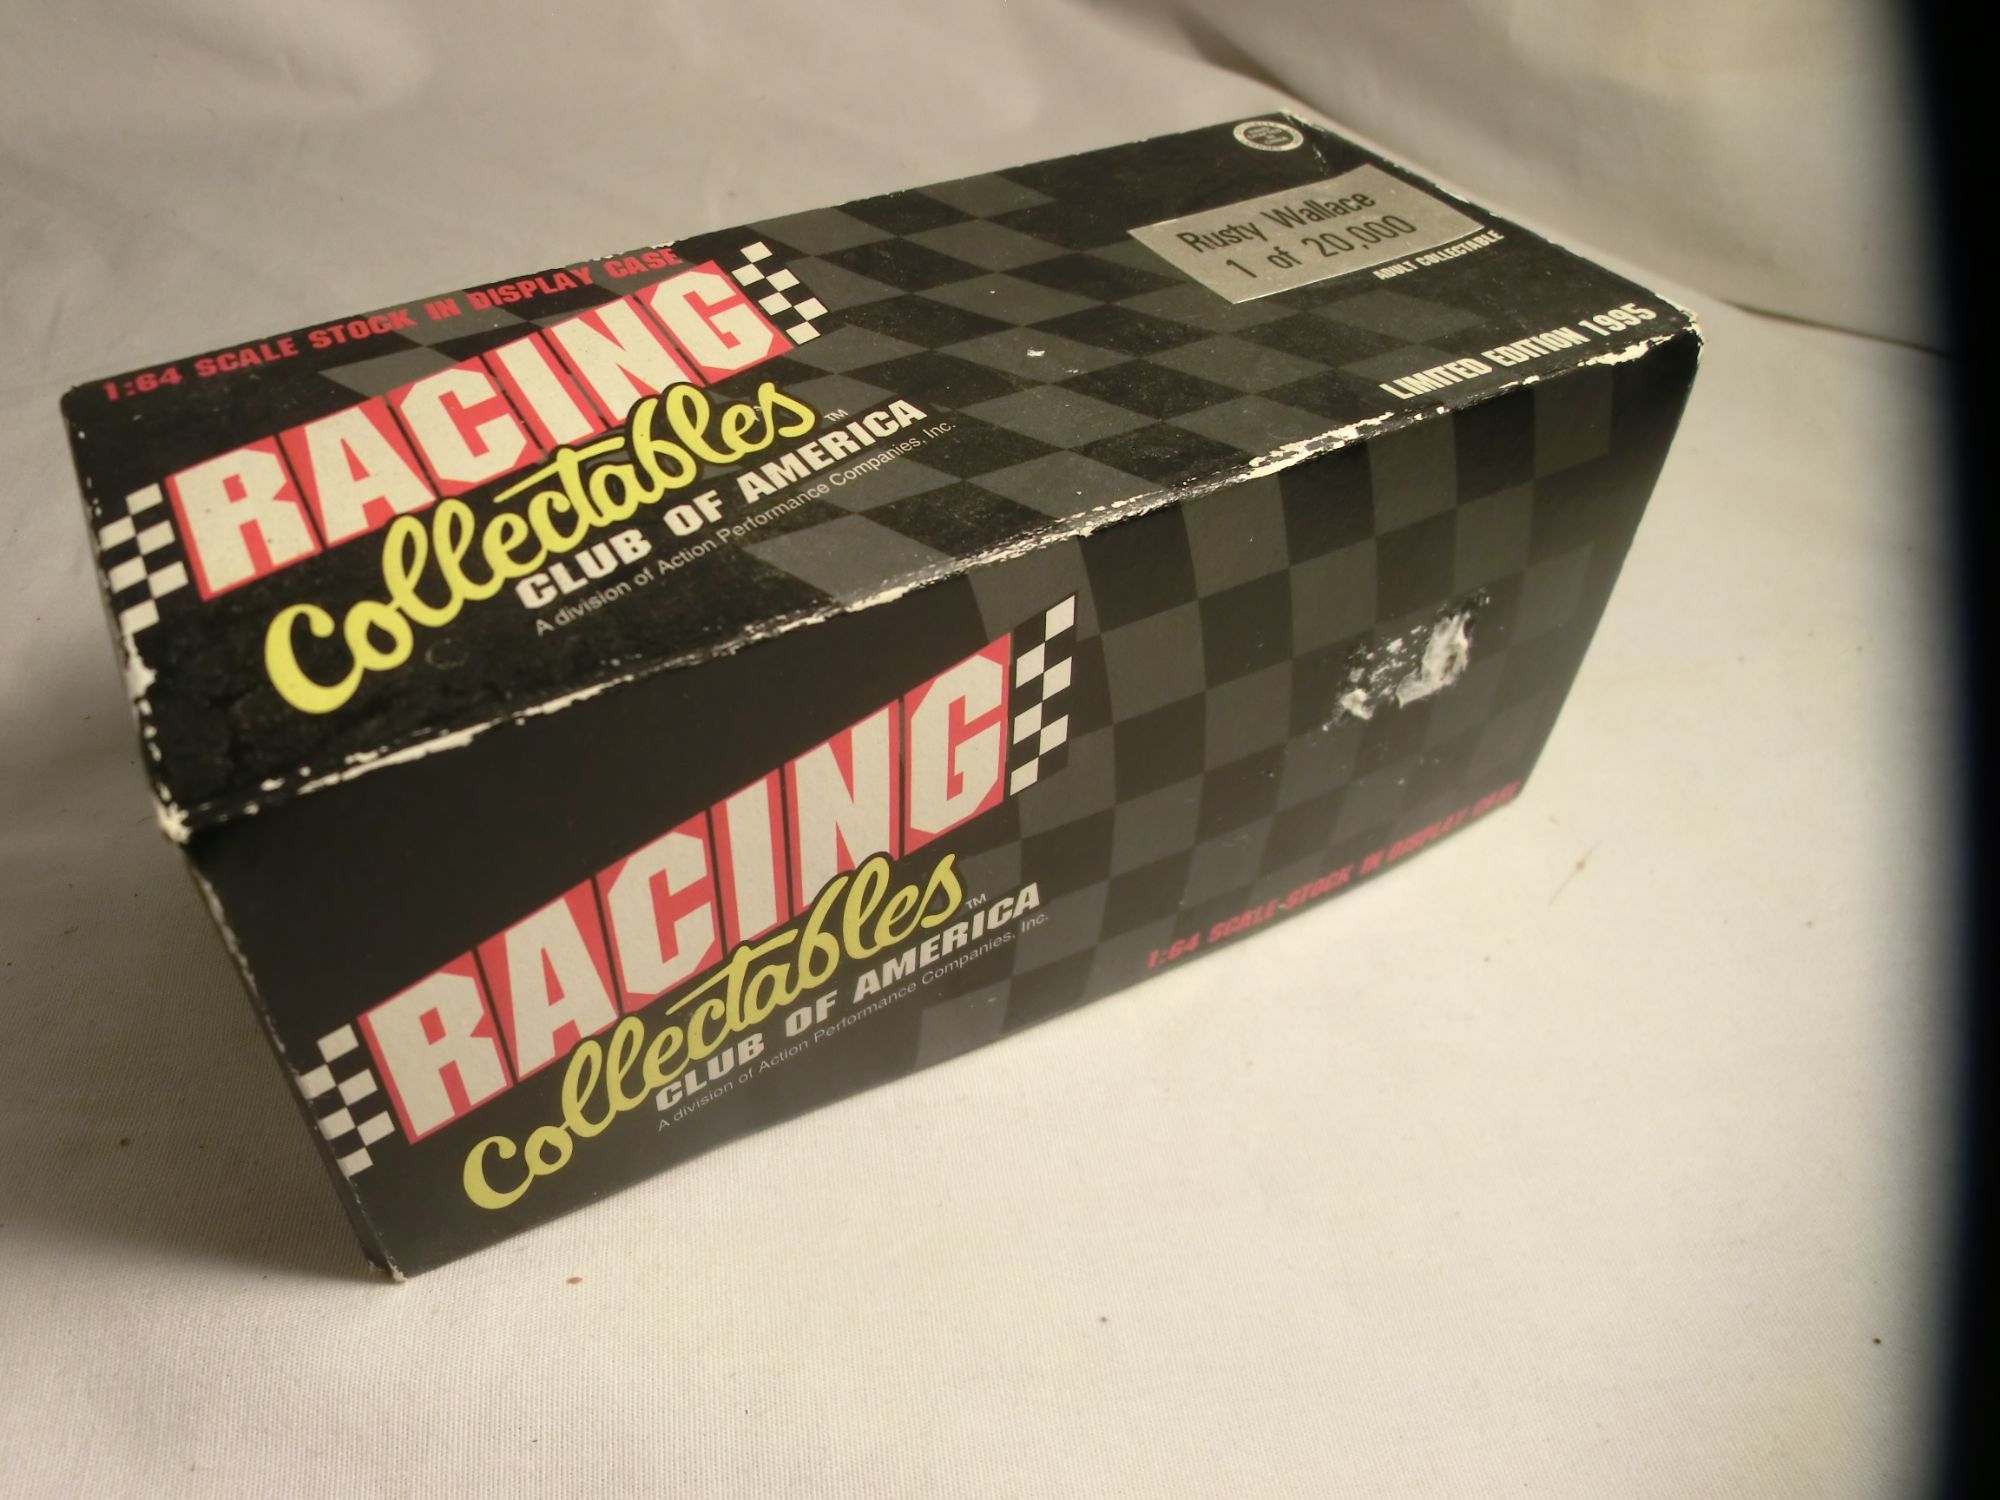 1:64 SCALE STOCK IN DISPLAY CASE
RACING
Collectables™
CLUB OF AMERICA
A division of Action Performance Companies, Inc.
Rusty Wallace
1 of 20,000
ADULT COLLECTABLE
LIMITED EDITION 1995
RACING
Collectables™
CLUB OF AMERICA
A division of Action Performance Companies, Inc.
1:64 SCALE-STOCK IN DISPLAY CASE